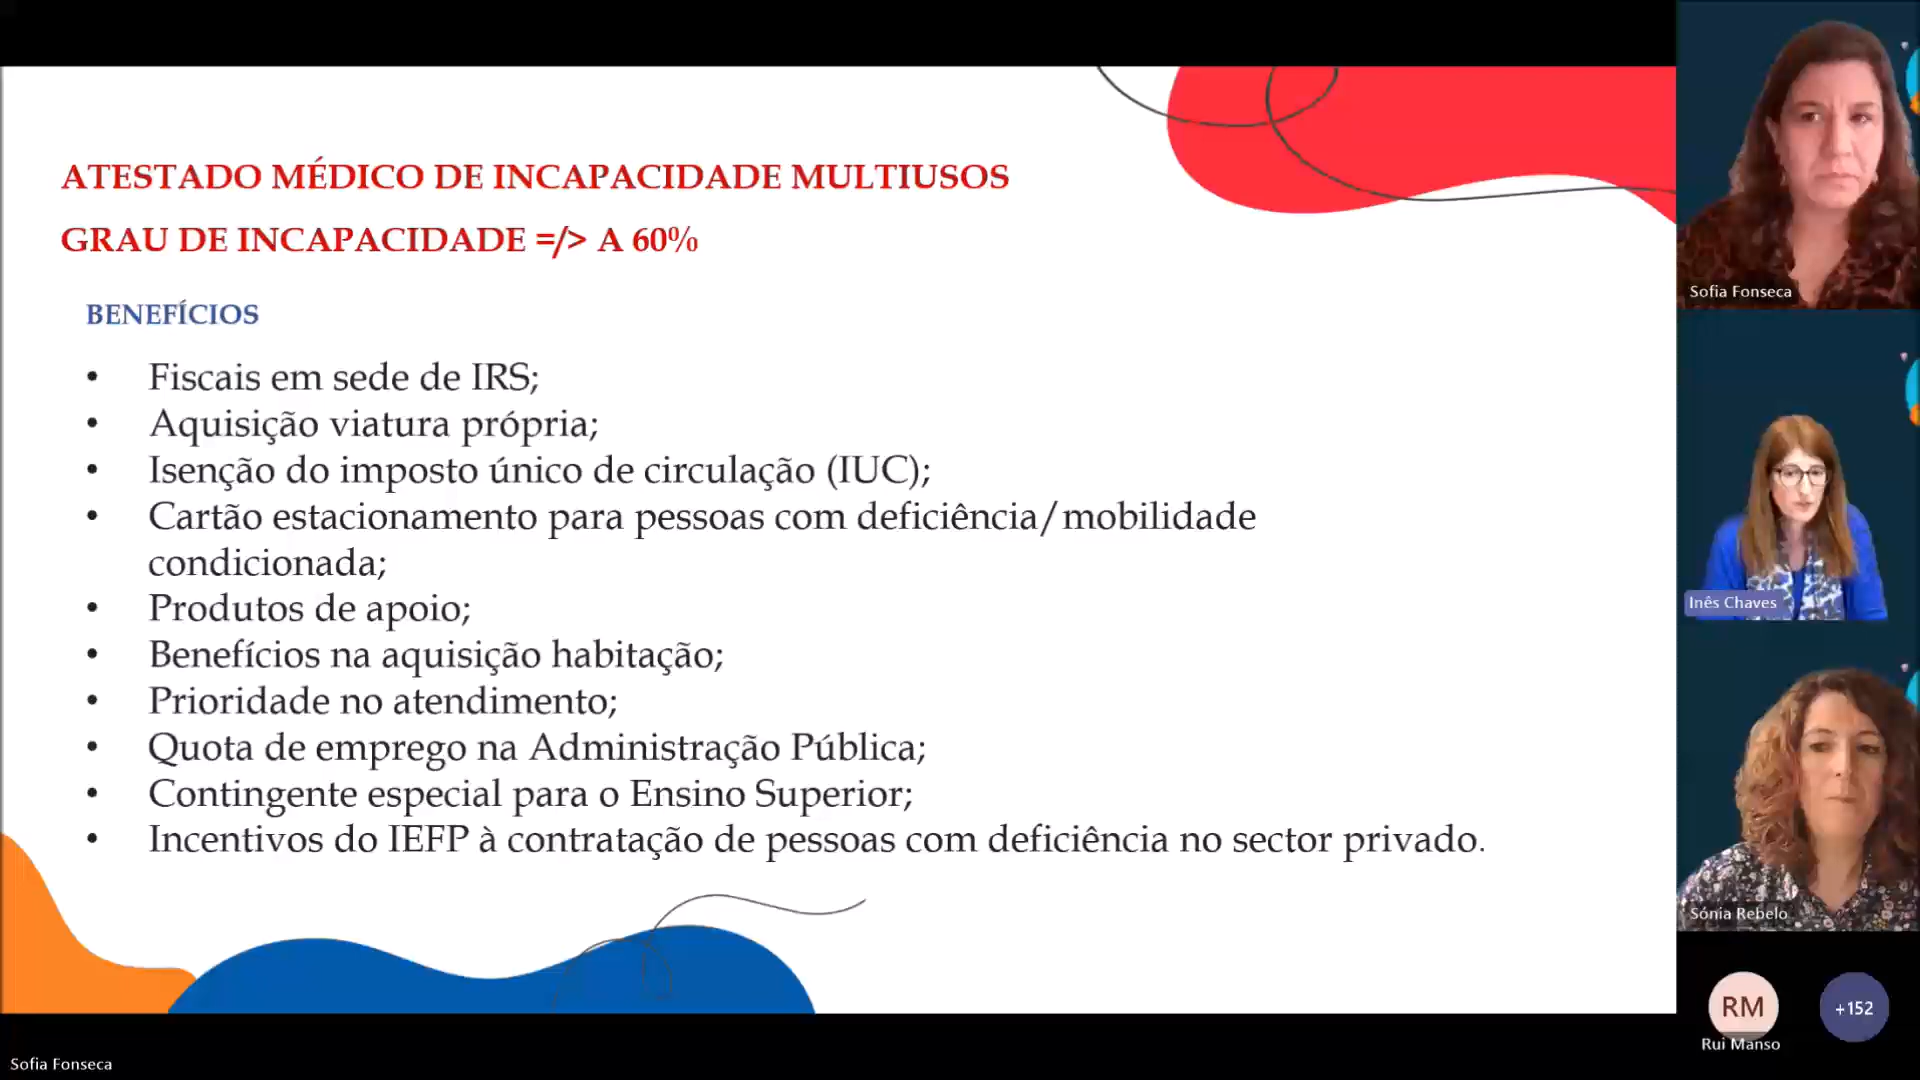 ATESTADO MÉDICO DE INCAPACIDADE MULTIUSOS
GRAU DE INCAPACIDADE =/> A 60%
BENEFÍCIOS
• Fiscais em sede de IRS;
• Aquisição viatura própria;
• Isenção do imposto único de circulação (IUC);
• Cartão estacionamento para pessoas com deficiência/mobilidade
condicionada;
• Produtos de apoio;
• Benefícios na aquisição habitação;
• Prioridade no atendimento;
• Quota de emprego na Administração Pública;
• Contingente especial para o Ensino Superior;
• Incentivos do IEFP à contratação de pessoas com deficiência no sector privado.
Sofia Fonseca
Inês Chaves
Sónia Rebelo
RM
+152
Rui Manso
Sofia Fonseca